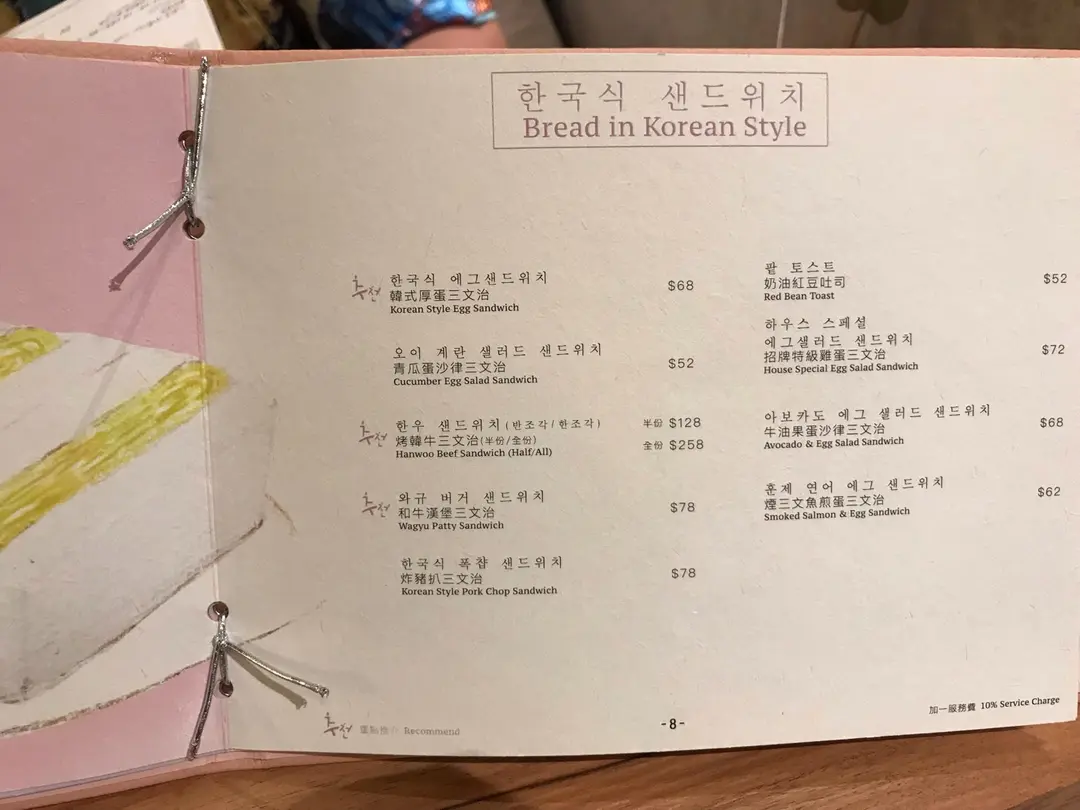 한국식 샌드위치
Bread in Korean Style
추천
한국식 에그샌드위치
韓式厚蛋三文治
Korean Style Egg Sandwich
$68
오이 계란 샐러드 샌드위치
青瓜蛋沙律三文治
Cucumber Egg Salad Sandwich
$52
추천
한우 샌드위치(반조각/한조각)
烤韓牛三文治(半份/全份)
Hanwoo Beef Sandwich (Half/All)
半份 $128
全份 $258
추천
와규 버거 샌드위치
和牛漢堡三文治
Wagyu Patty Sandwich
$78
한국식 폭찹 샌드위치
炸豬扒三文治
Korean Style Pork Chop Sandwich
$78
팥 토스트
奶油紅豆吐司
Red Bean Toast
$52
하우스 스페셜
에그샐러드 샌드위치
招牌特級雞蛋三文治
House Special Egg Salad Sandwich
$72
아보카도 에그 샐러드 샌드위치
牛油果蛋沙律三文治
Avocado & Egg Salad Sandwich
$68
훈제 연어 에그 샌드위치
煙三文魚煎蛋三文治
Smoked Salmon & Egg Sandwich
$62
추천 Recommend
-8-
加一服務費 10% Service Charge